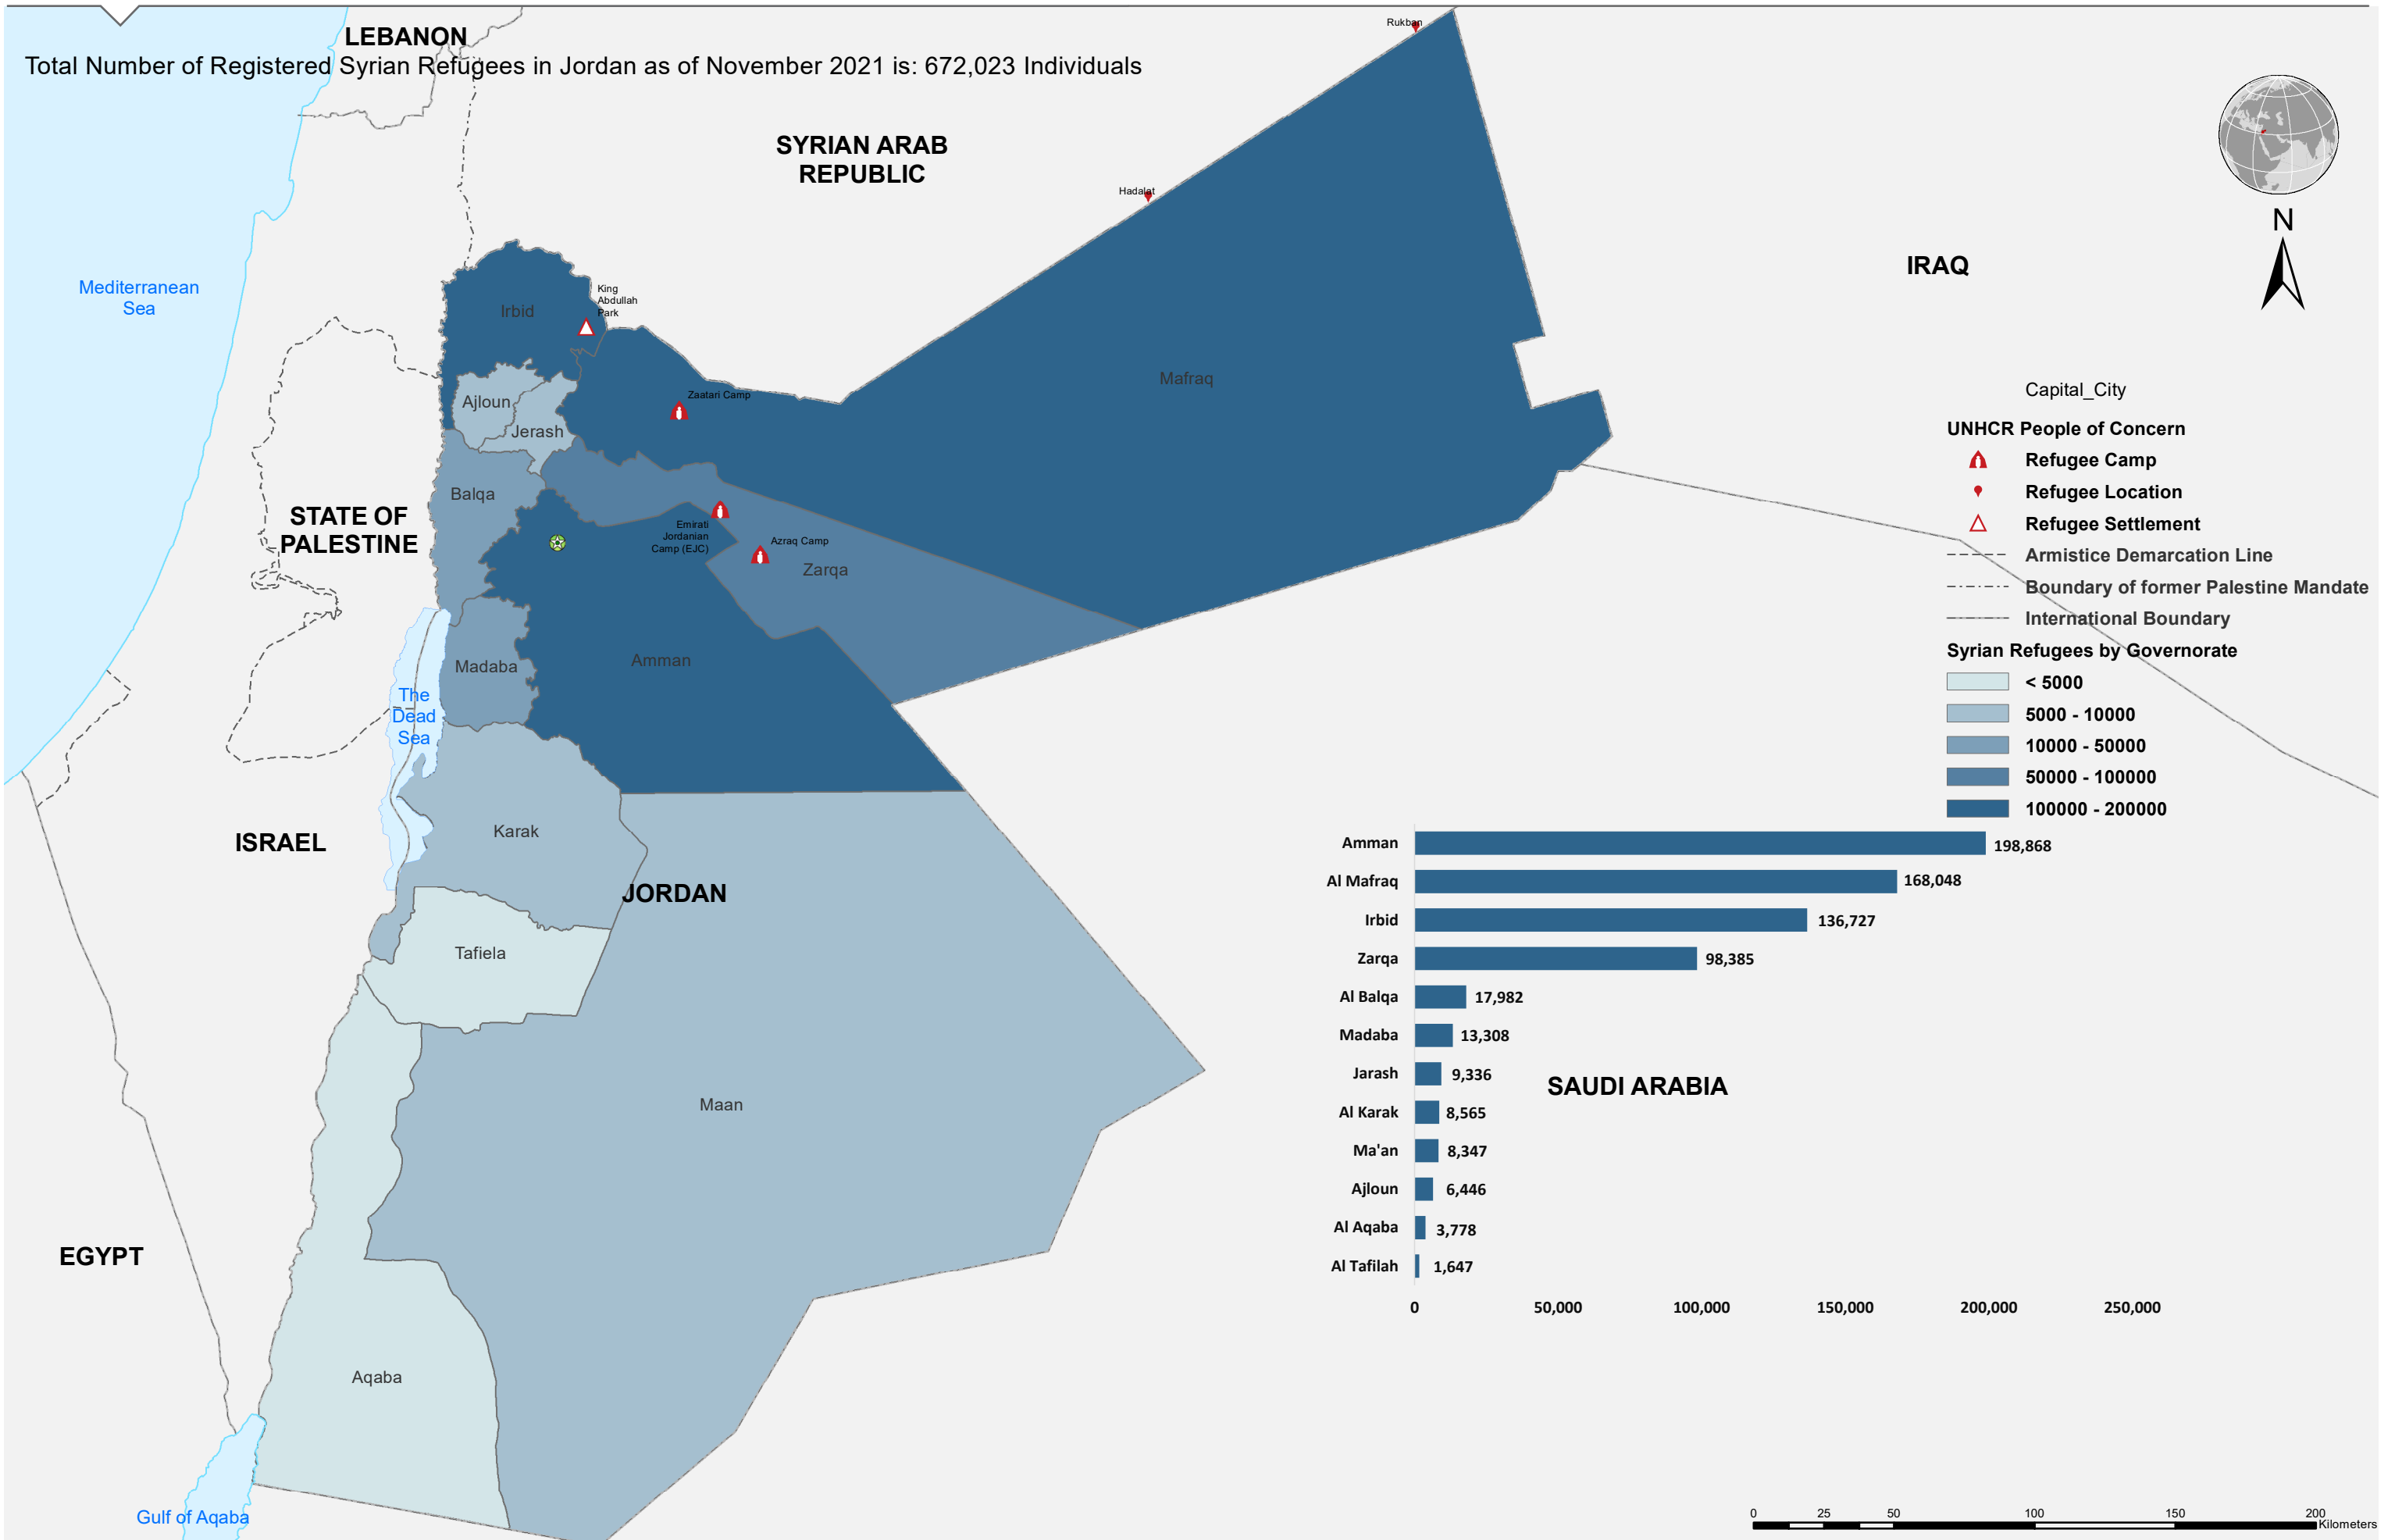 LEBANON
Total Number of Registered Syrian Refugees in Jordan as of November 2021 is: 672,023 Individuals
Rukban
SYRIAN ARAB
REPUBLIC
Hadalat
N
IRAQ
Mediterranean
Sea
King
Abdullah
Park
Irbid
Mafraq
Zaatari Camp
Ajloun
Jerash
Balqa
STATE OF
PALESTINE
Emirati
Jordanian
Camp (EJC)
Azraq Camp
Zarqa
Madaba
Amman
The
Dead
Sea
Karak
ISRAEL
JORDAN
Tafiela
Maan
EGYPT
Aqaba
Gulf of Aqaba
SAUDI ARABIA
Capital_City
UNHCR People of Concern
Refugee Camp
Refugee Location
Refugee Settlement
Armistice Demarcation Line
Boundary of former Palestine Mandate
International Boundary
Syrian Refugees by Governorate
< 5000
5000 - 10000
10000 - 50000
50000 - 100000
100000 - 200000
Amman 198,868
Al Mafraq 168,048
Irbid 136,727
Zarqa 98,385
Al Balqa 17,982
Madaba 13,308
Jarash 9,336
Al Karak 8,565
Ma'an 8,347
Ajloun 6,446
Al Aqaba 3,778
Al Tafilah 1,647
0 50,000 100,000 150,000 200,000 250,000
0 25 50 100 150 200
Kilometers